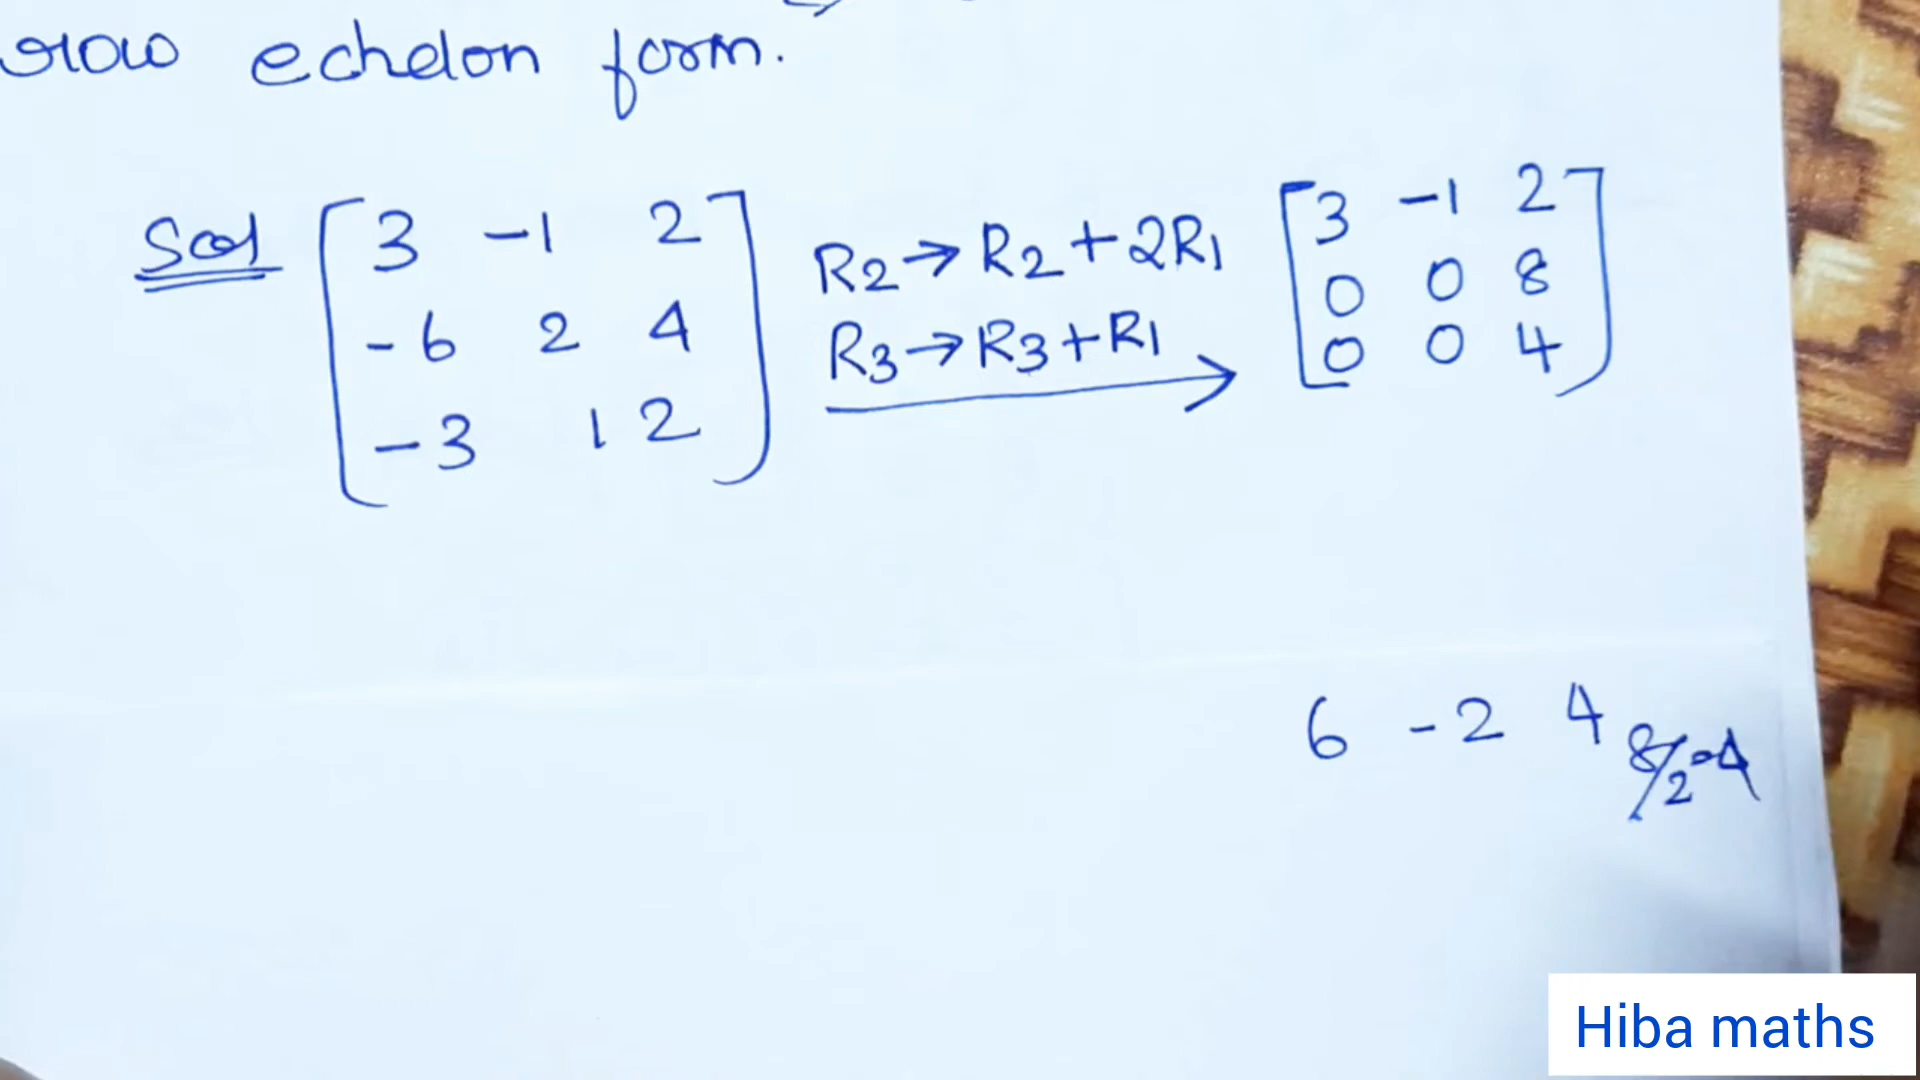 row echelon form.
Sol [3 -1 2] R2→R2+2R1 [3 -1 2]
[-6 2 4] R3→R3+R1 [0 0 8]
[-3 1 2] [0 0 4]
6 -2 4
8/2=4
Hiba maths